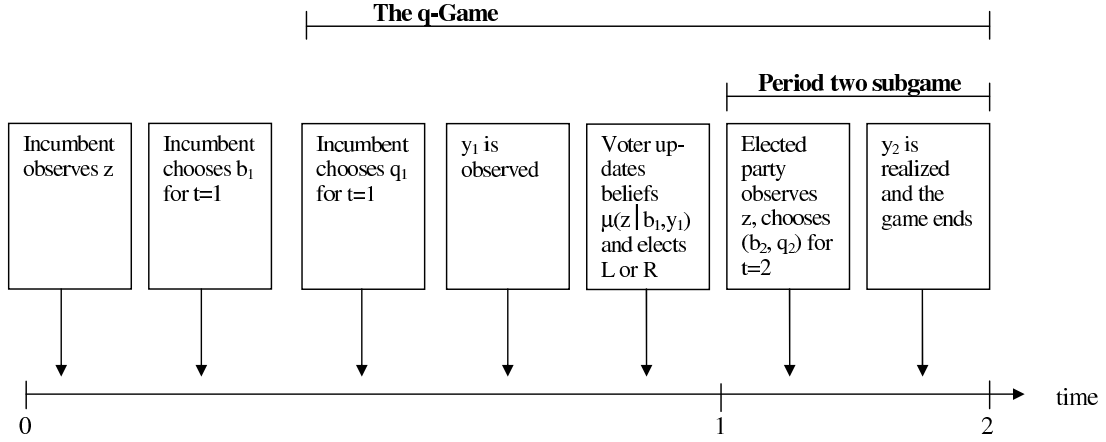 The q-Game
Period two subgame
Incumbent
observes z
Incumbent
chooses b₁
for t=1
Incumbent
chooses q₁
for t=1
y₁ is
observed
Voter up-
dates
beliefs
μ(z|b₁,y₁)
and elects
L or R
Elected
party
observes
z, chooses
(b₂, q₂) for
t=2
y₂ is
realized
and the
game ends
time
0
1
2